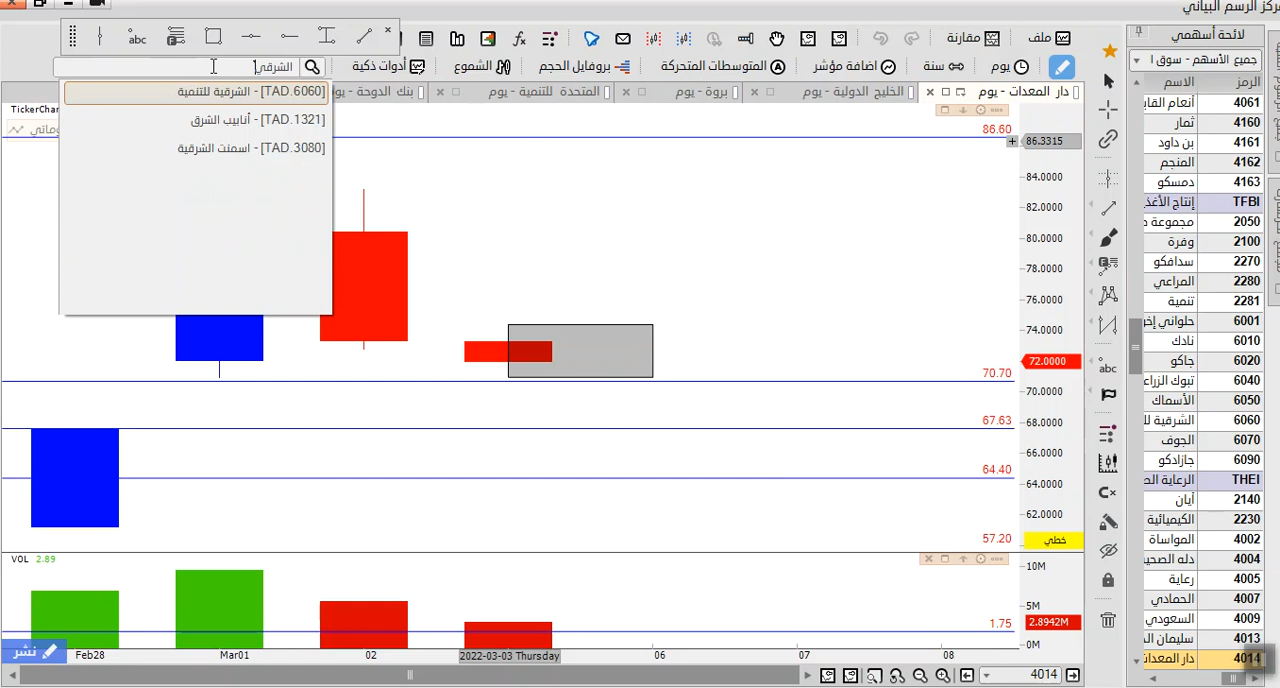 مركز الرسم البياني
abc
ملف
مقارنة
لائحة أسهمي
الشرقي
أدوات ذكية
الشموع
بروفايل الحجم
المتوسطات المتحركة
اضافة مؤشر
سنة
يوم
جميع الأسهم - سوق ا
بنك الدوحة - يوم
المتحدة للتنمية - يوم
بروة - يوم
الخليج الدولية - يوم
دار المعدات - يوم
الاسم
الرمز
TickerChar
[TAD.6060] - الشرقية للتنمية
[TAD.1321] - أنابيب الشرق
[TAD.3080] - اسمنت الشرقية
86.60
86.3315
84.0000
82.0000
80.0000
78.0000
76.0000
74.0000
72.0000
70.70
70.0000
67.63
68.0000
66.0000
64.40
64.0000
62.0000
57.20
خطي
VOL 2.89
10M
5M
1.75
2.8942M
0M
نشر
Feb28
Mar01
02
2022-03-03 Thursday
06
07
08
4014
abc
أنعام القاب
4061
ثمار
4160
بن داود
4161
المنجم
4162
دمسكو
4163
إنتاج الأغذ
TFBI
مجموعة ص
2050
وفرة
2100
سدافكو
2270
المراعي
2280
تنمية
2281
حلواني إخو
6001
نادك
6010
جاكو
6020
تبوك الزراع
6040
الأسماك
6050
الشرقية لل
6060
الجوف
6070
جازادكو
6090
الرعاية الص
THEI
أيان
2140
الكيميائية
2230
المواساة
4002
دله الصحية
4004
رعاية
4005
الحمادي
4007
سليمان الح
4013
دار المعدات
4014